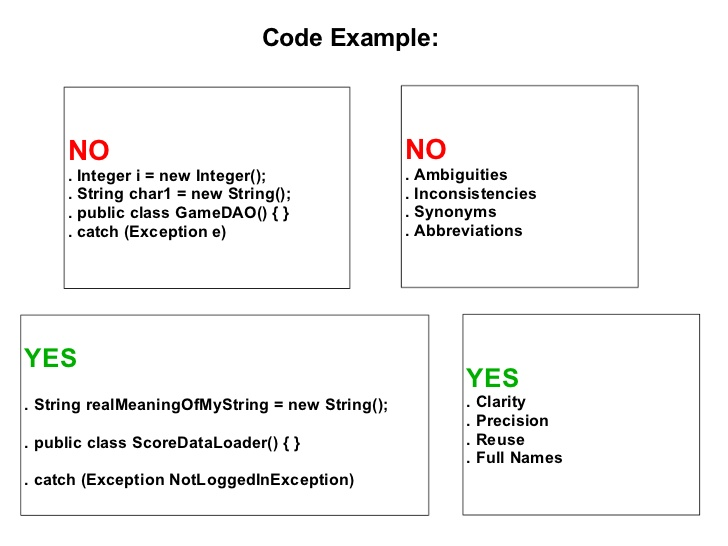 Code Example:
NO
. Integer i = new Integer();
. String char1 = new String();
. public class GameDAO() { }
. catch (Exception e)
NO
. Ambiguities
. Inconsistencies
. Synonyms
. Abbreviations
YES
. String realMeaningOfMyString = new String();
. public class ScoreDataLoader() { }
. catch (Exception NotLoggedInException)
YES
. Clarity
. Precision
. Reuse
. Full Names